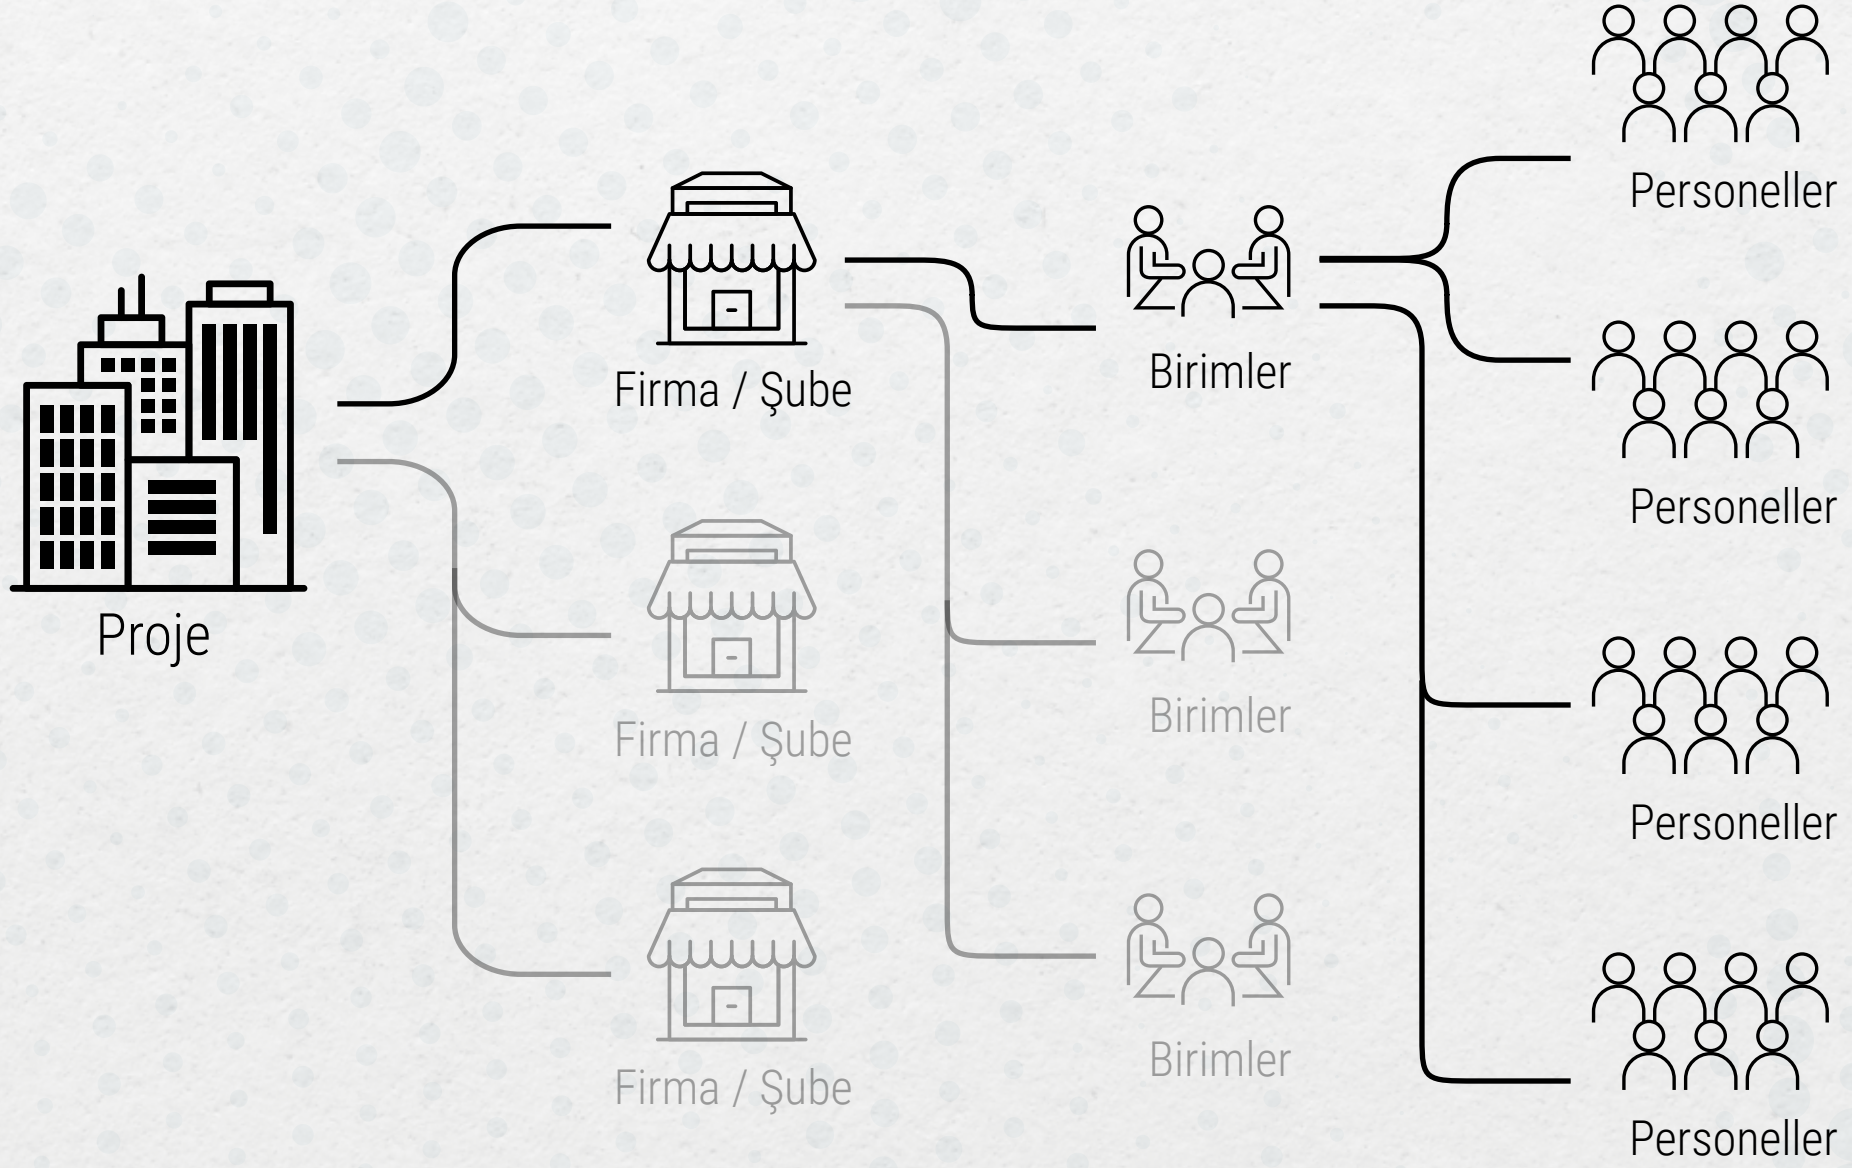 Proje
Firma / Şube
Firma / Şube
Firma / Şube
Birimler
Birimler
Birimler
Personeller
Personeller
Personeller
Personeller